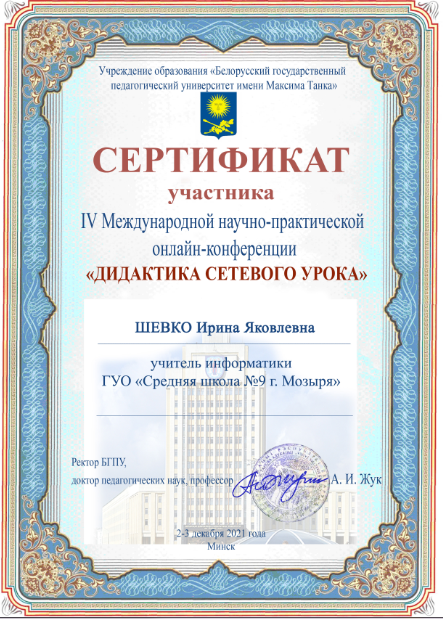 Учреждение образования «Белорусский государственный
педагогический университет имени Максима Танка»
СЕРТИФИКАТ
участника
IV Международной научно-практической
онлайн-конференции
«ДИДАКТИКА СЕТЕВОГО УРОКА»
ШЕВКО Ирина Яковлевна
учитель информатики
ГУО «Средняя школа №9 г. Мозыря»
Ректор БГПУ,
доктор педагогических наук, профессор А. И. Жук
2-3 декабря 2021 года
Минск